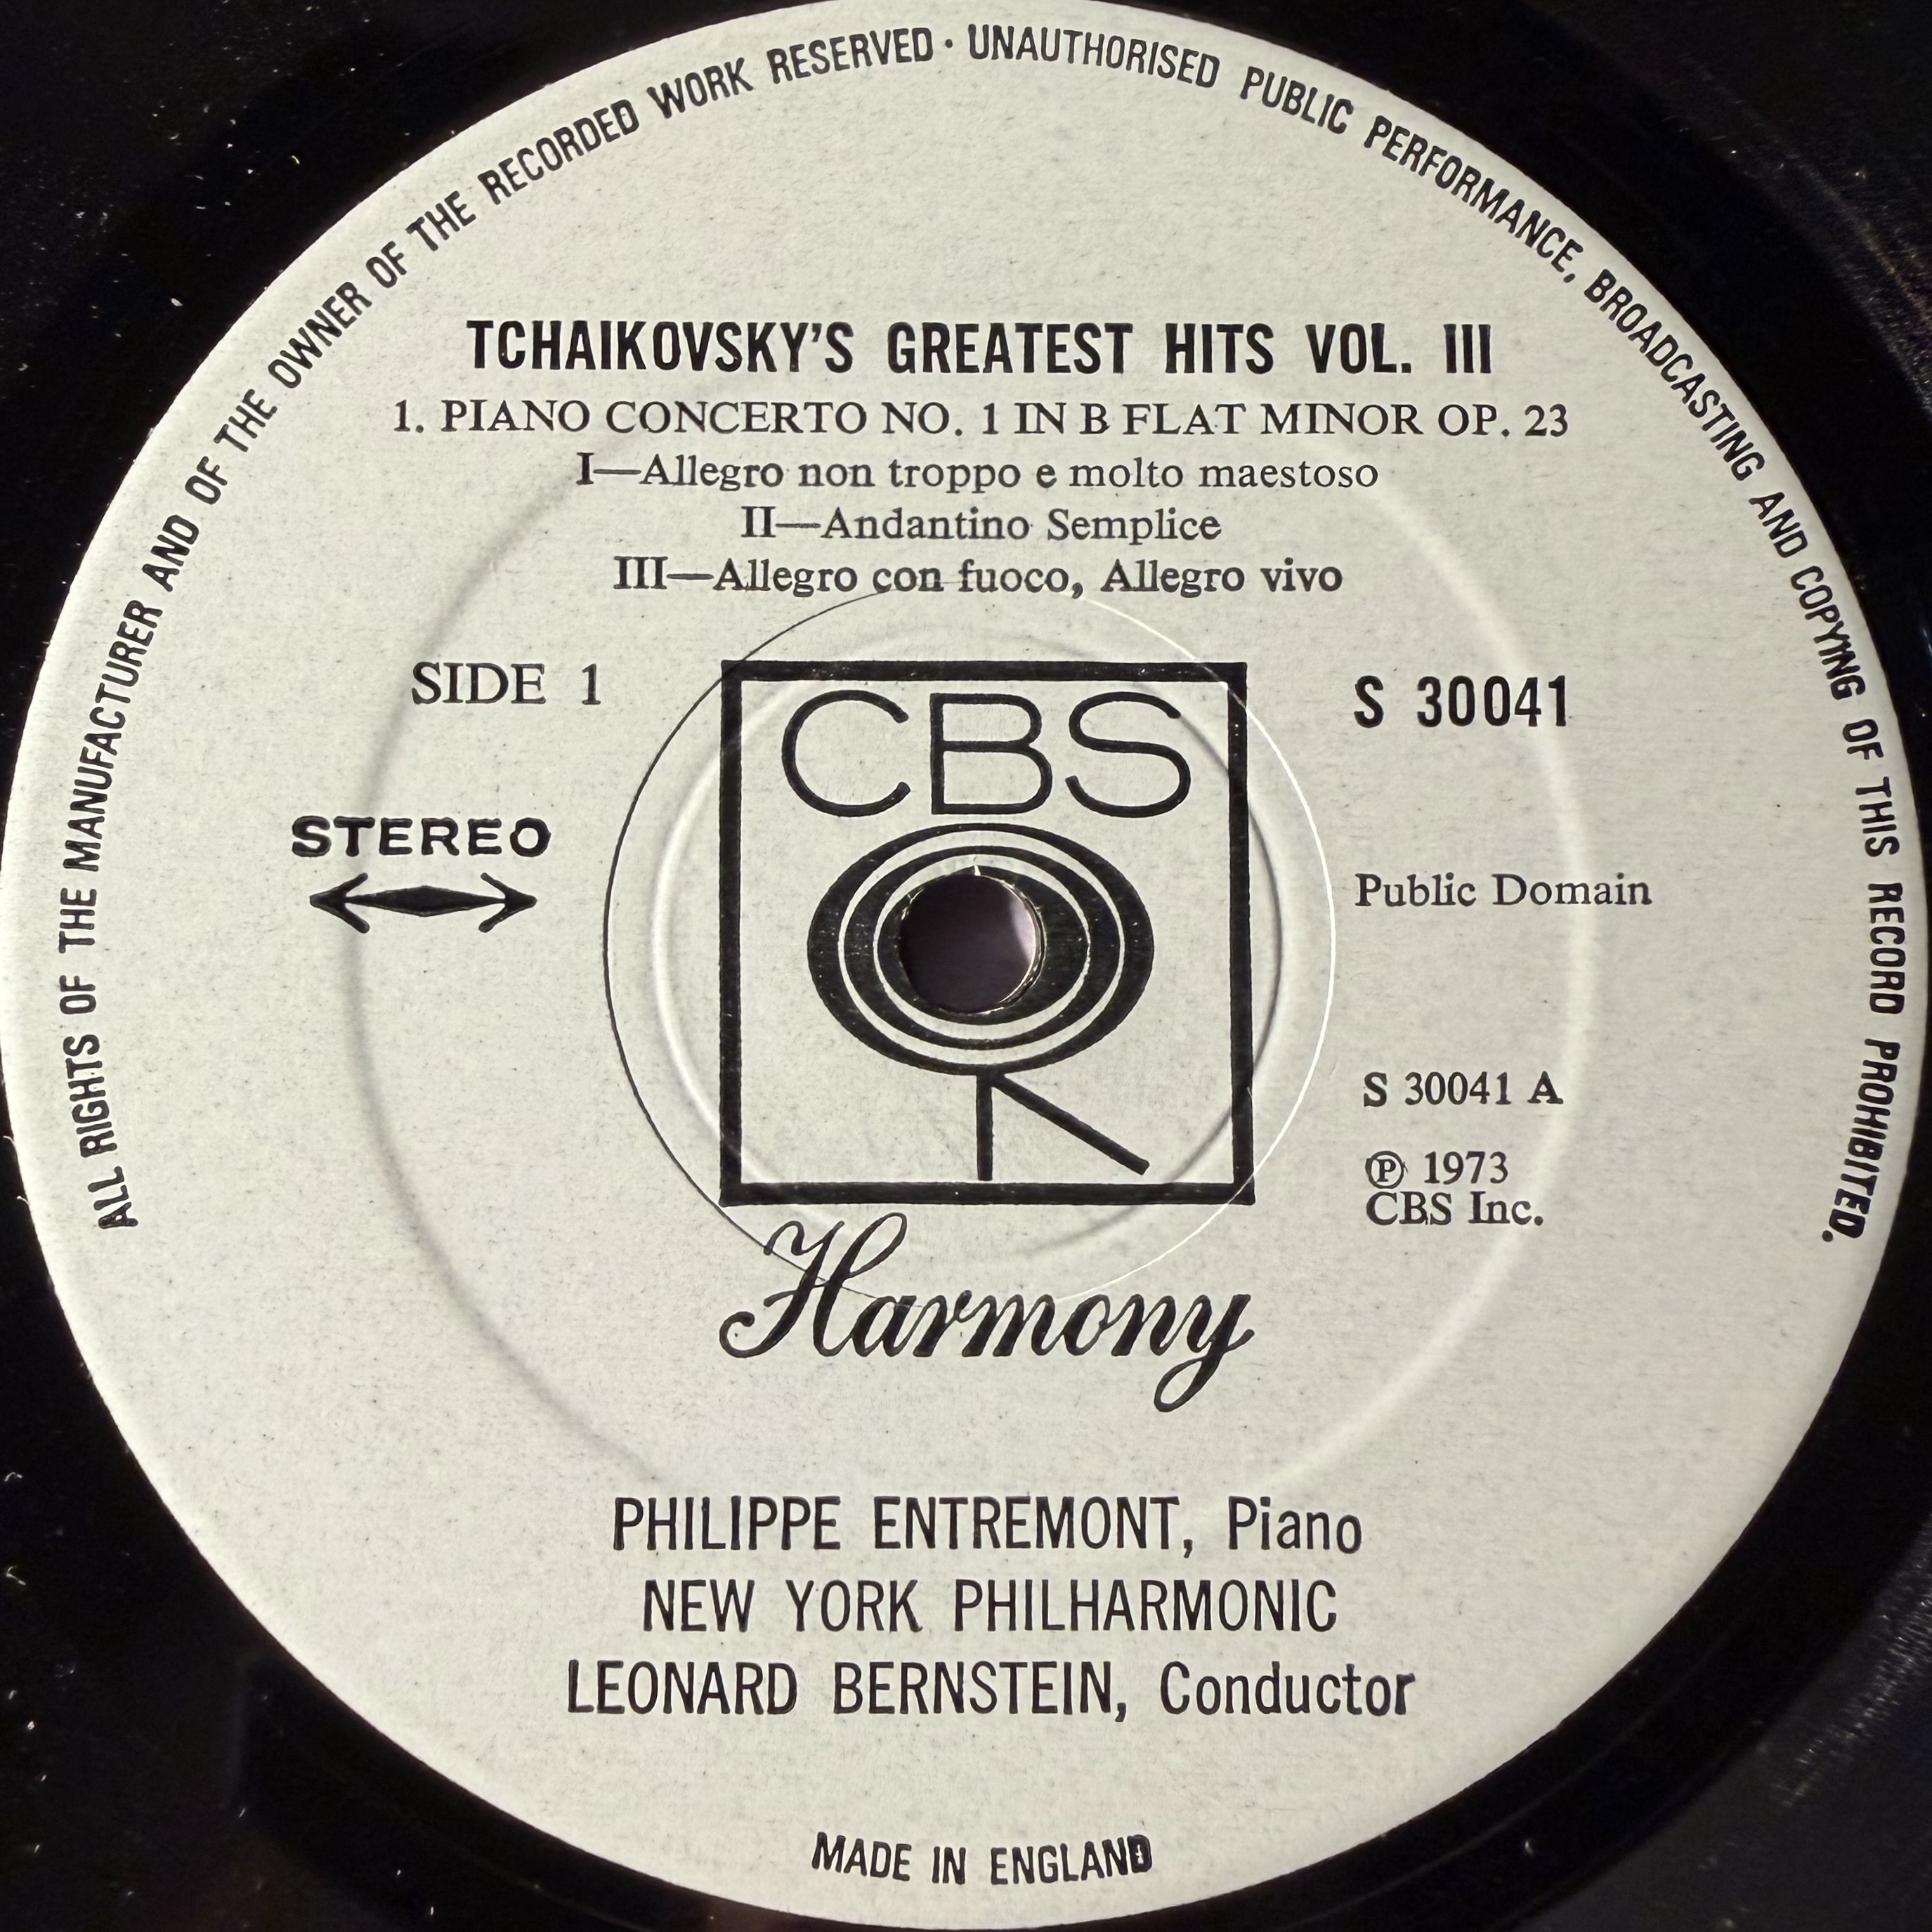 ALL RIGHTS OF THE MANUFACTURER AND OF THE OWNER OF THE RECORDED WORK RESERVED · UNAUTHORISED PUBLIC PERFORMANCE, BROADCASTING AND COPYING OF THIS RECORD PROHIBITED.
TCHAIKOVSKY'S GREATEST HITS VOL. III
1. PIANO CONCERTO NO. 1 IN B FLAT MINOR OP. 23
I—Allegro non troppo e molto maestoso
II—Andantino Semplice
III—Allegro con fuoco, Allegro vivo
SIDE 1
STEREO
CBS
Harmony
S 30041
Public Domain
S 30041 A
℗ 1973
CBS Inc.
PHILIPPE ENTREMONT, Piano
NEW YORK PHILHARMONIC
LEONARD BERNSTEIN, Conductor
MADE IN ENGLAND